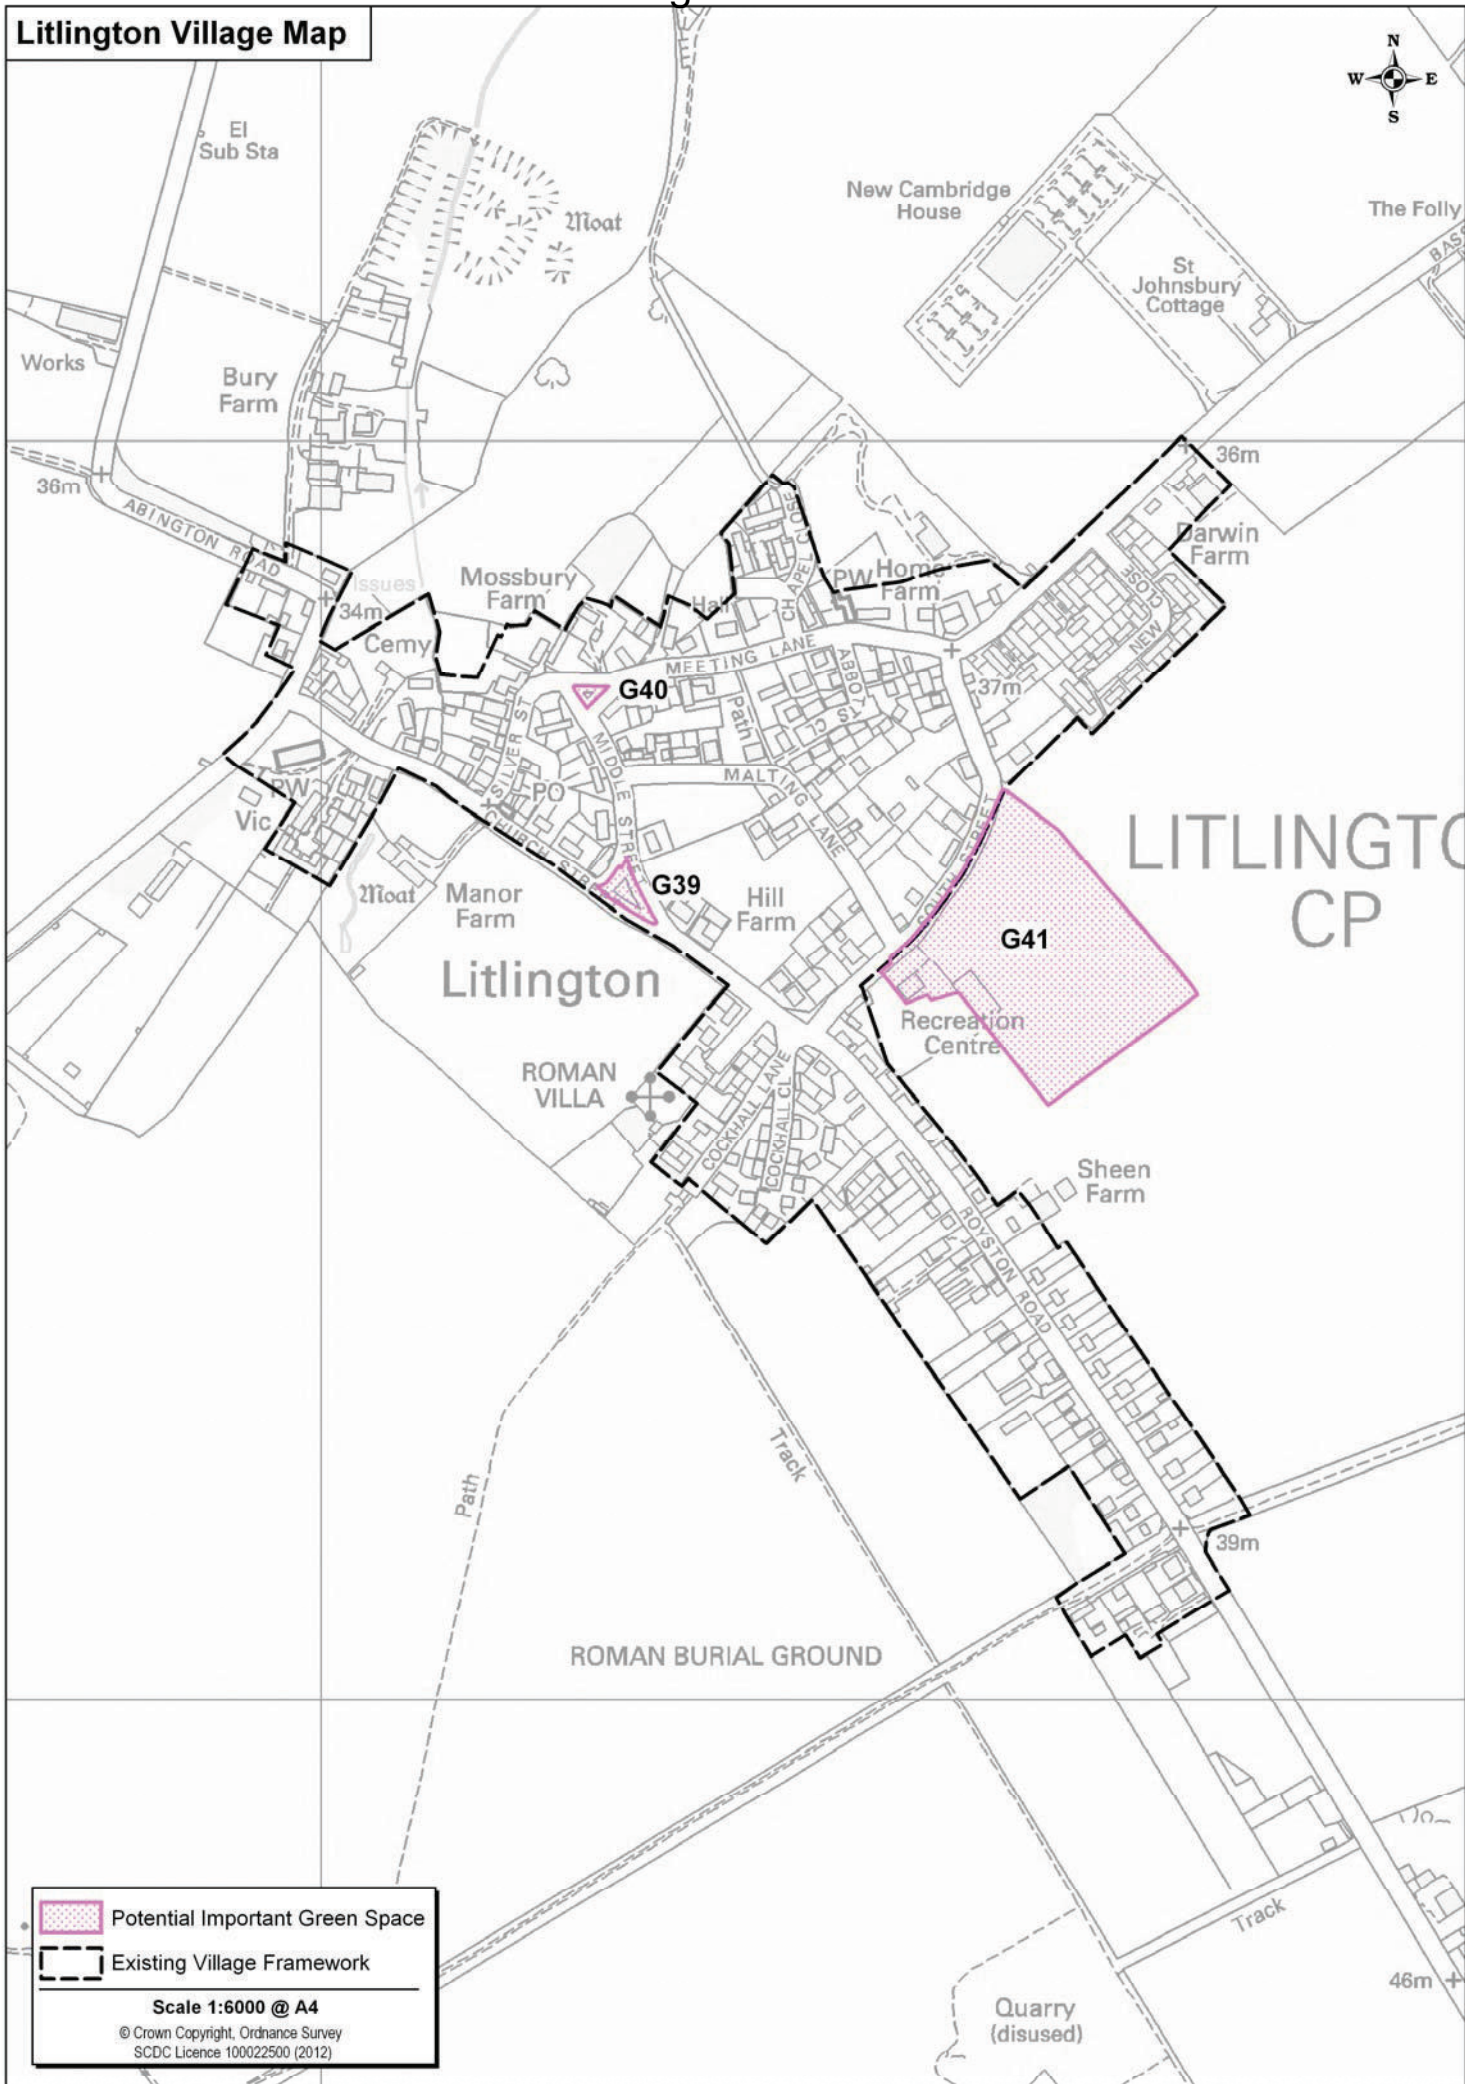 Litlington Village Map
N
W
E
S
El
Sub Sta
Moat
New Cambridge
House
The Folly
St
Johnsbury
Cottage
Works
Bury
Farm
36m
36m
ABINGTON ROAD
Darwin
Farm
Issues
34m
Mossbury
Farm
Hall
CHAPEL CLOSE
PW
Home
Farm
Cemy
MEETING LANE
NEW CLOSE
G40
37m
ABBOTTS CL
Path
SILVER ST
MIDDLE STREET
MALTING LANE
PO
PW
Vic
CHURCH STR
SOUTH STREET
LITLINGTO
CP
Moat
Manor
Farm
G39
Hill
Farm
G41
Litlington
Recreation
Centre
ROMAN
VILLA
COCKHALL LANE
COCKHALL CL
Sheen
Farm
ROYSTON ROAD
Track
Path
39m
ROMAN BURIAL GROUND
Track
46m
Quarry
(disused)
Potential Important Green Space
Existing Village Framework
Scale 1:6000 @ A4
© Crown Copyright, Ordnance Survey
SCDC Licence 100022500 (2012)